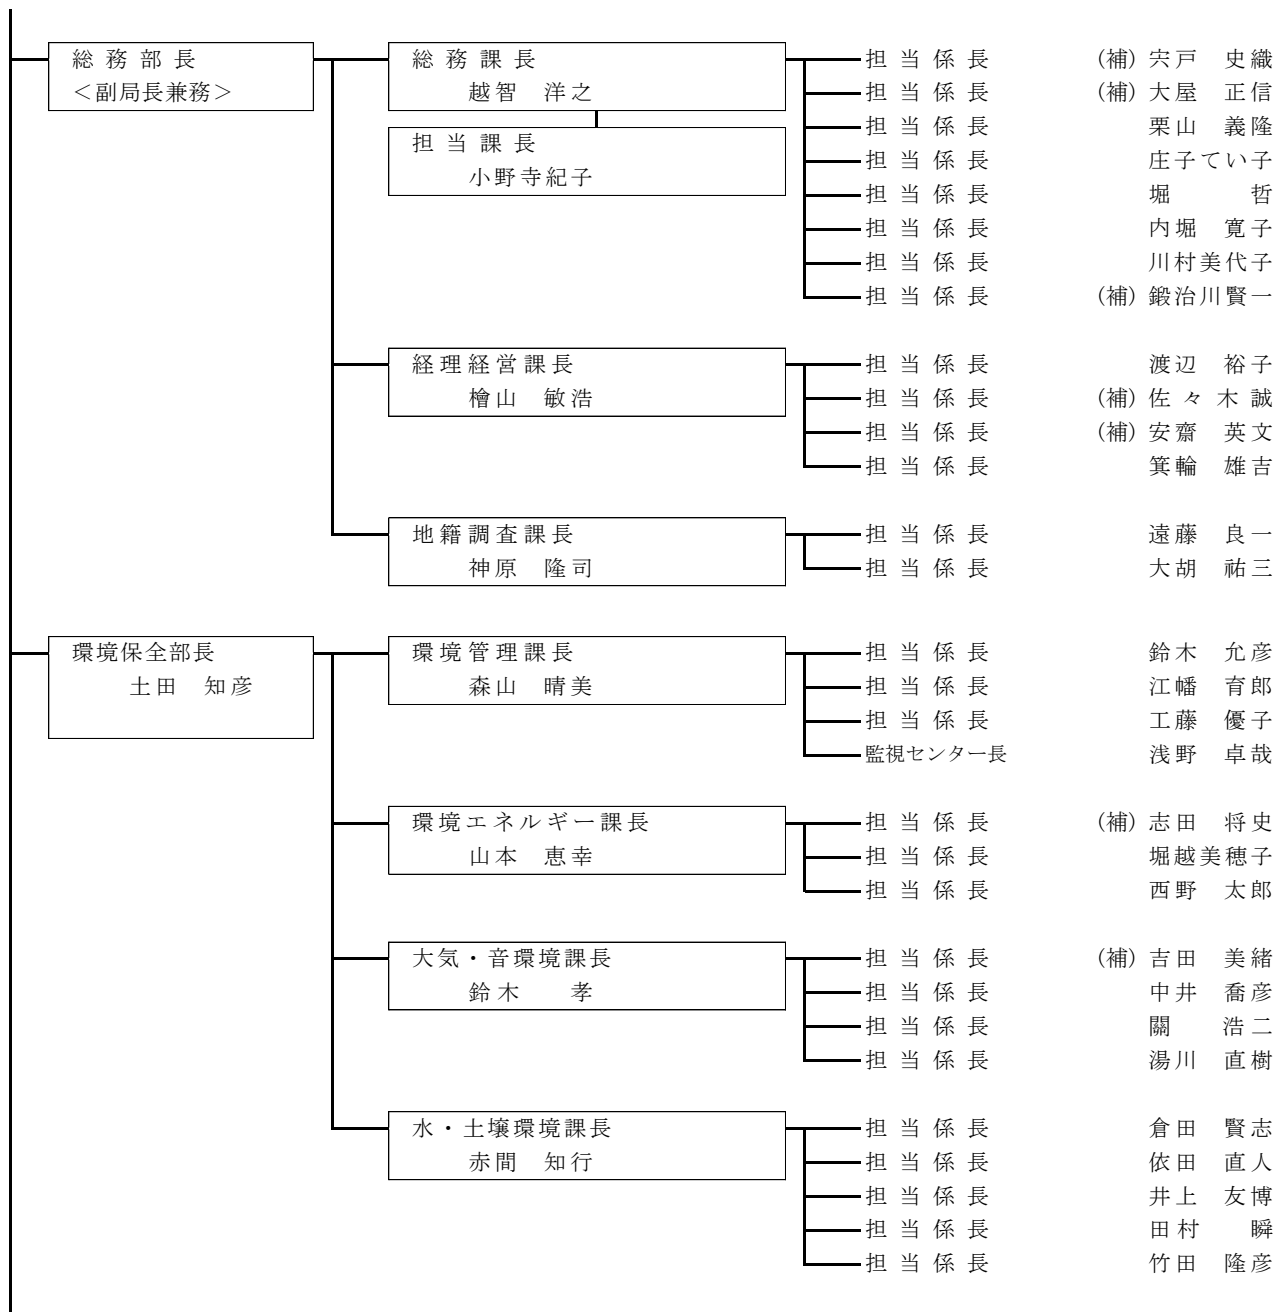 総務部長
＜副局長兼務＞
総務課長
越智　洋之
担当課長
小野寺紀子
担当係長　(補)宍戸　史織
担当係長　(補)大屋　正信
担当係長　栗山　義隆
担当係長　庄子てい子
担当係長　堀　　　哲
担当係長　内堀　寛子
担当係長　川村美代子
担当係長　(補)鍛治川賢一
経理経営課長
檜山　敏浩
担当係長　渡辺　裕子
担当係長　(補)佐々木誠
担当係長　(補)安齋　英文
担当係長　箕輪　雄吉
地籍調査課長
神原　隆司
担当係長　遠藤　良一
担当係長　大胡　祐三
環境保全部長
土田　知彦
環境管理課長
森山　晴美
担当係長　鈴木　允彦
担当係長　江幡　育郎
担当係長　工藤　優子
監視センター長　浅野　卓哉
環境エネルギー課長
山本　恵幸
担当係長　(補)志田　将史
担当係長　堀越美穂子
担当係長　西野　太郎
大気・音環境課長
鈴木　　孝
担当係長　(補)吉田　美緒
担当係長　中井　喬彦
担当係長　關　　浩二
担当係長　湯川　直樹
水・土壌環境課長
赤間　知行
担当係長　倉田　賢志
担当係長　依田　直人
担当係長　井上　友博
担当係長　田村　　瞬
担当係長　竹田　隆彦